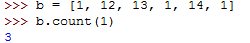 >>> b = [1, 12, 13, 1, 14, 1]
>>> b.count(1)
3